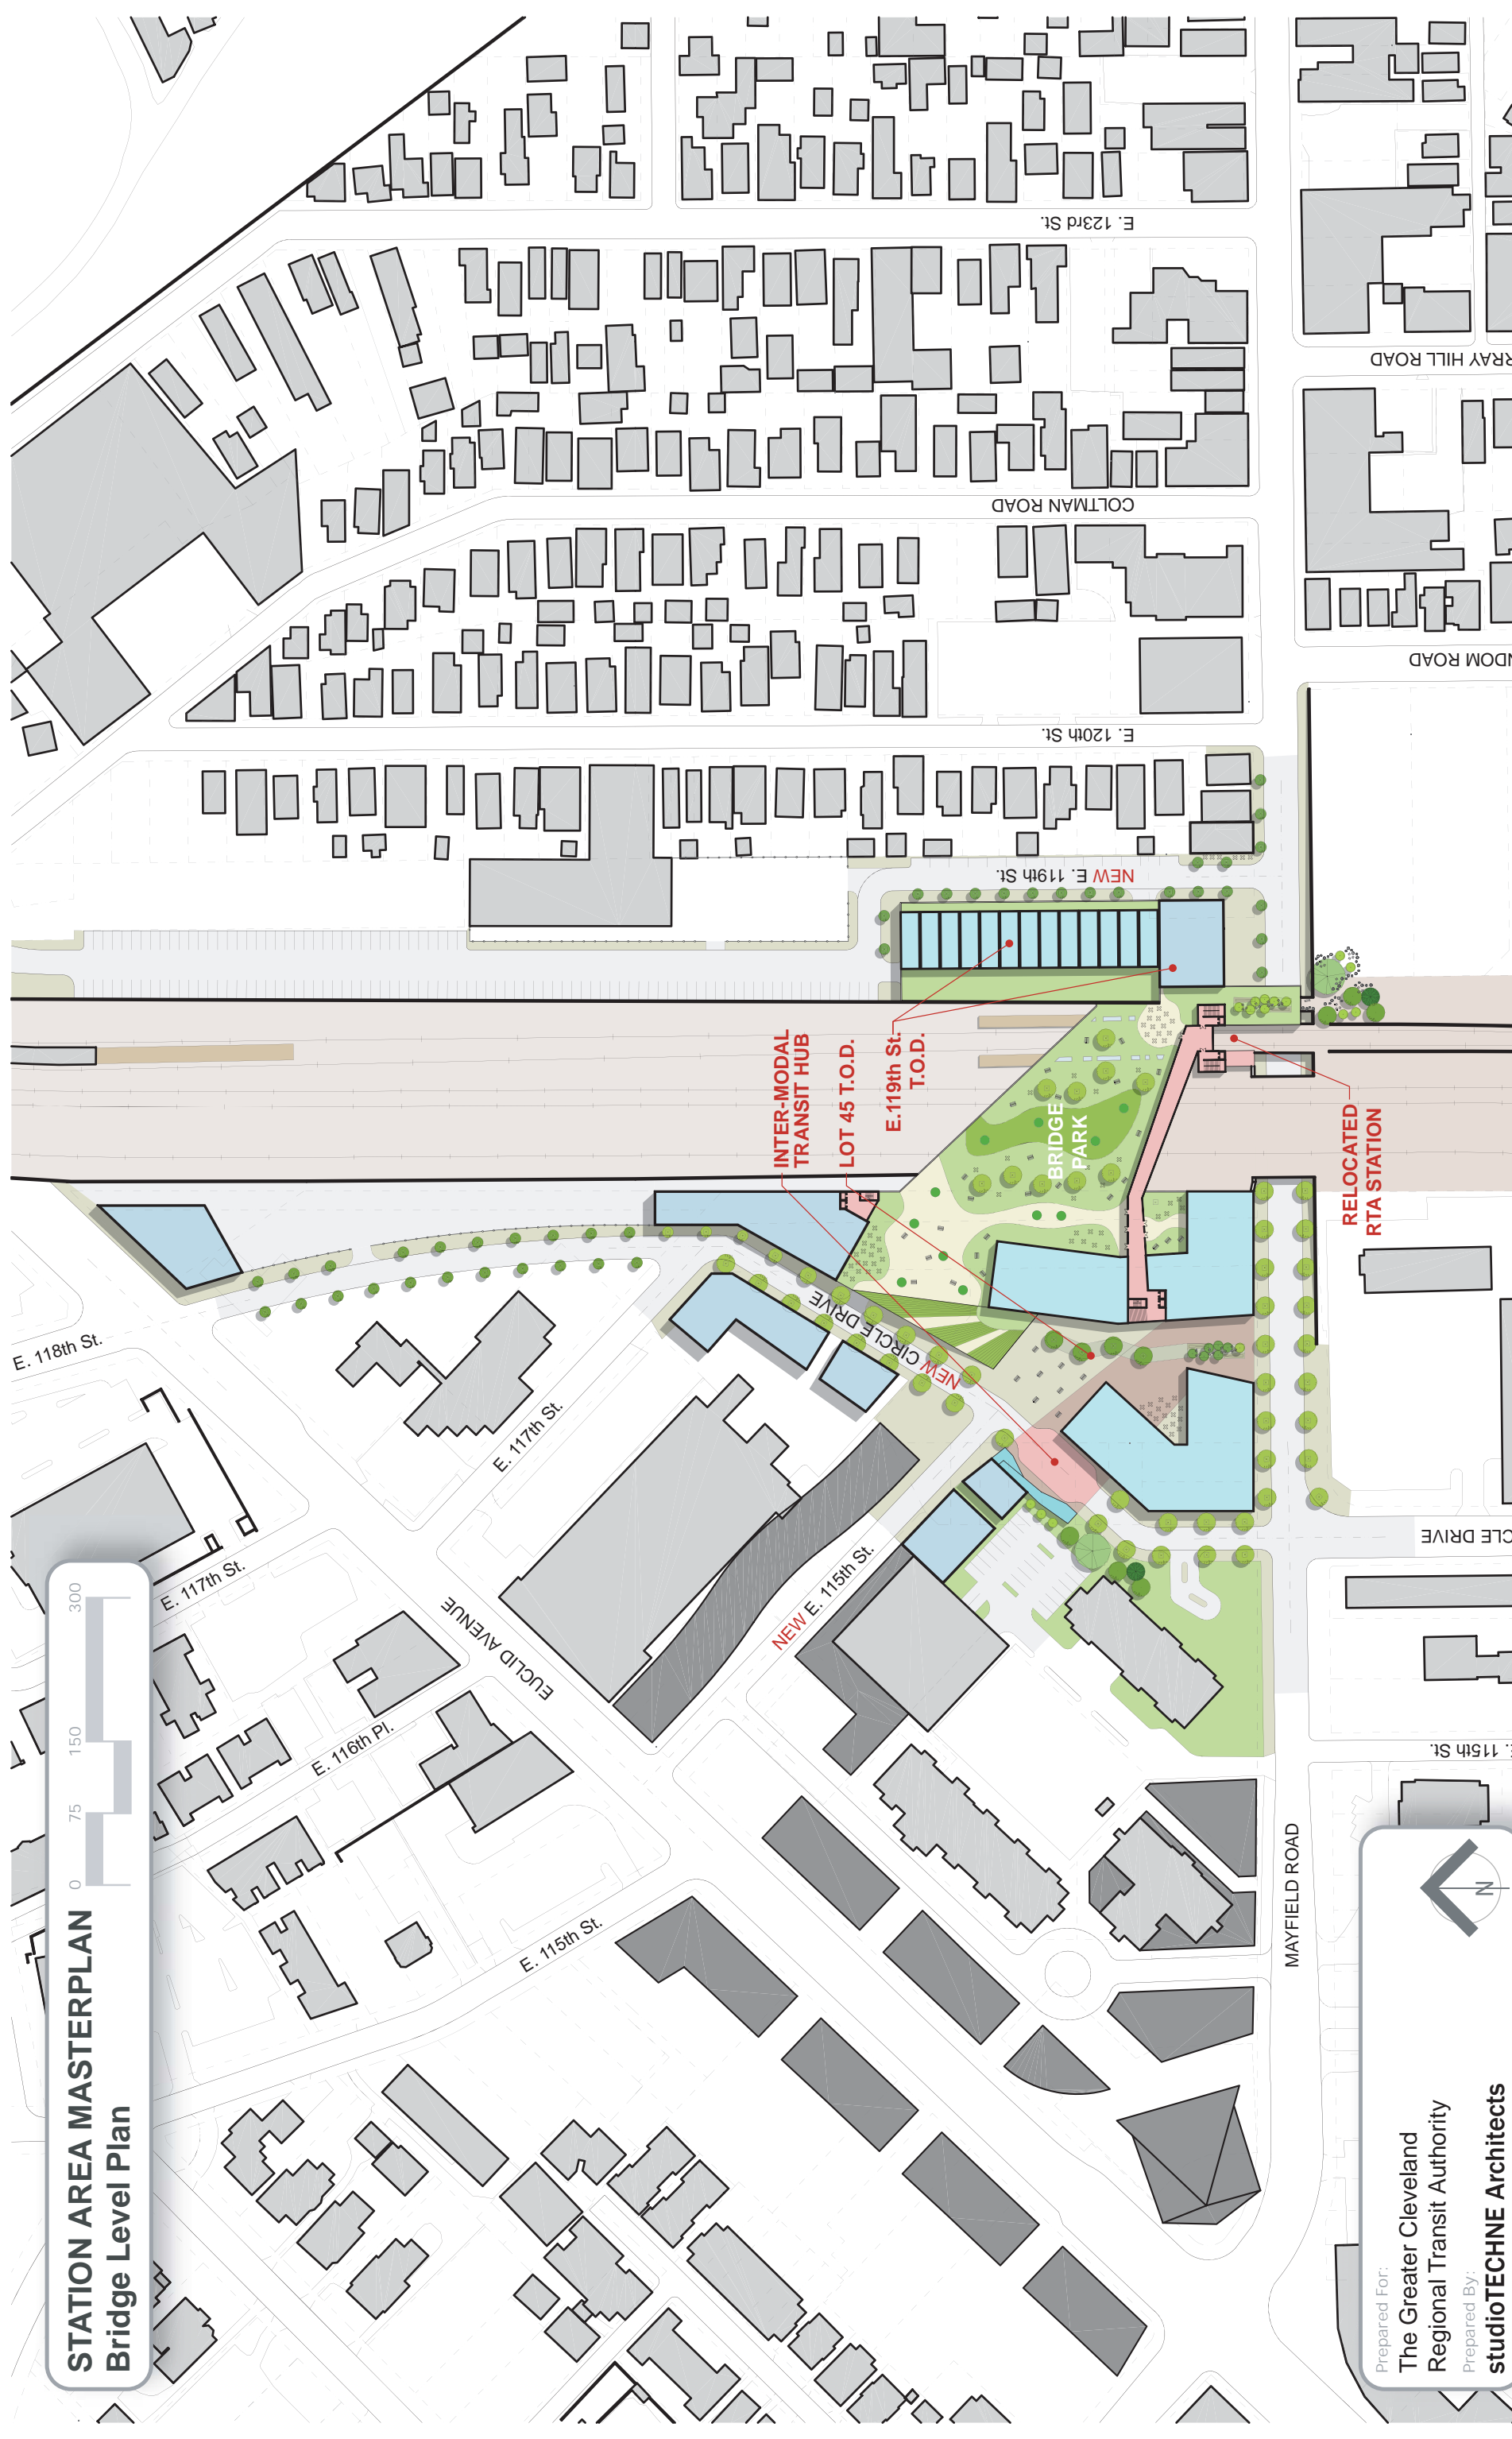 STATION AREA MASTERPLAN
Bridge Level Plan
0 75 150 300
E. 123rd St.
RRAY HILL ROAD
COLTMAN ROAD
NDOM ROAD
E. 120th St.
NEW E. 119th St.
INTER-MODAL
TRANSIT HUB
LOT 45 T.O.D.
E.119th St.
T.O.D.
BRIDGE
PARK
RELOCATED
RTA STATION
NEW CIRCLE DRIVE
E. 118th St.
E. 117th St.
E. 117th St.
EUCLID AVENUE
NEW E. 115th St.
CLE DRIVE
E. 116th Pl.
E. 115th St.
. 115th St.
MAYFIELD ROAD
N
Prepared For:
The Greater Cleveland
Regional Transit Authority
Prepared By:
studioTECHNE Architects